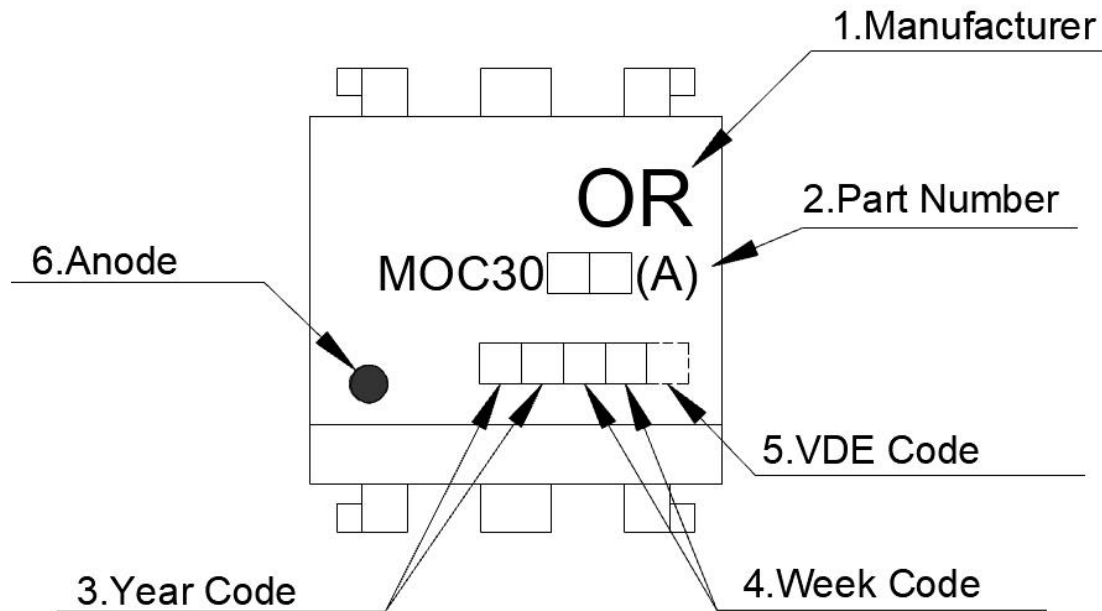 1.Manufacturer
OR
2.Part Number
6.Anode
MOC30□□(A)
5.VDE Code
3.Year Code
4.Week Code